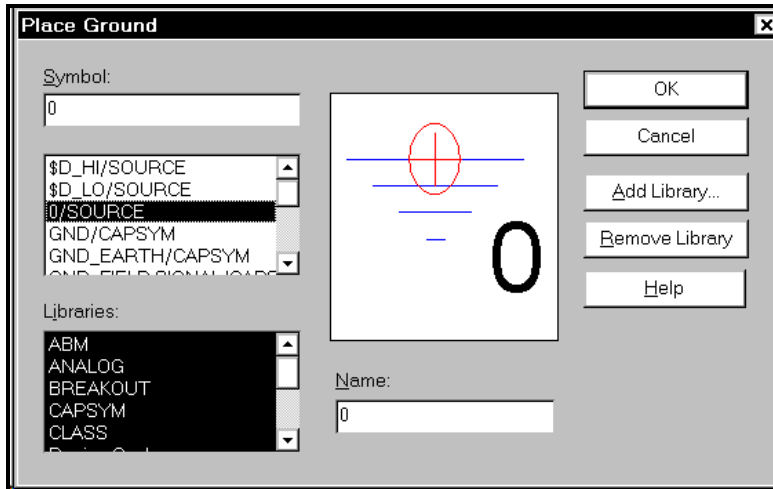 Place Ground
Symbol:
0
$D_HI/SOURCE
$D_LO/SOURCE
0/SOURCE
GND/CAPSYM
GND_EARTH/CAPSYM
Libraries:
ABM
ANALOG
BREAKOUT
CAPSYM
CLASS
0
Name:
0
OK
Cancel
Add Library...
Remove Library
Help